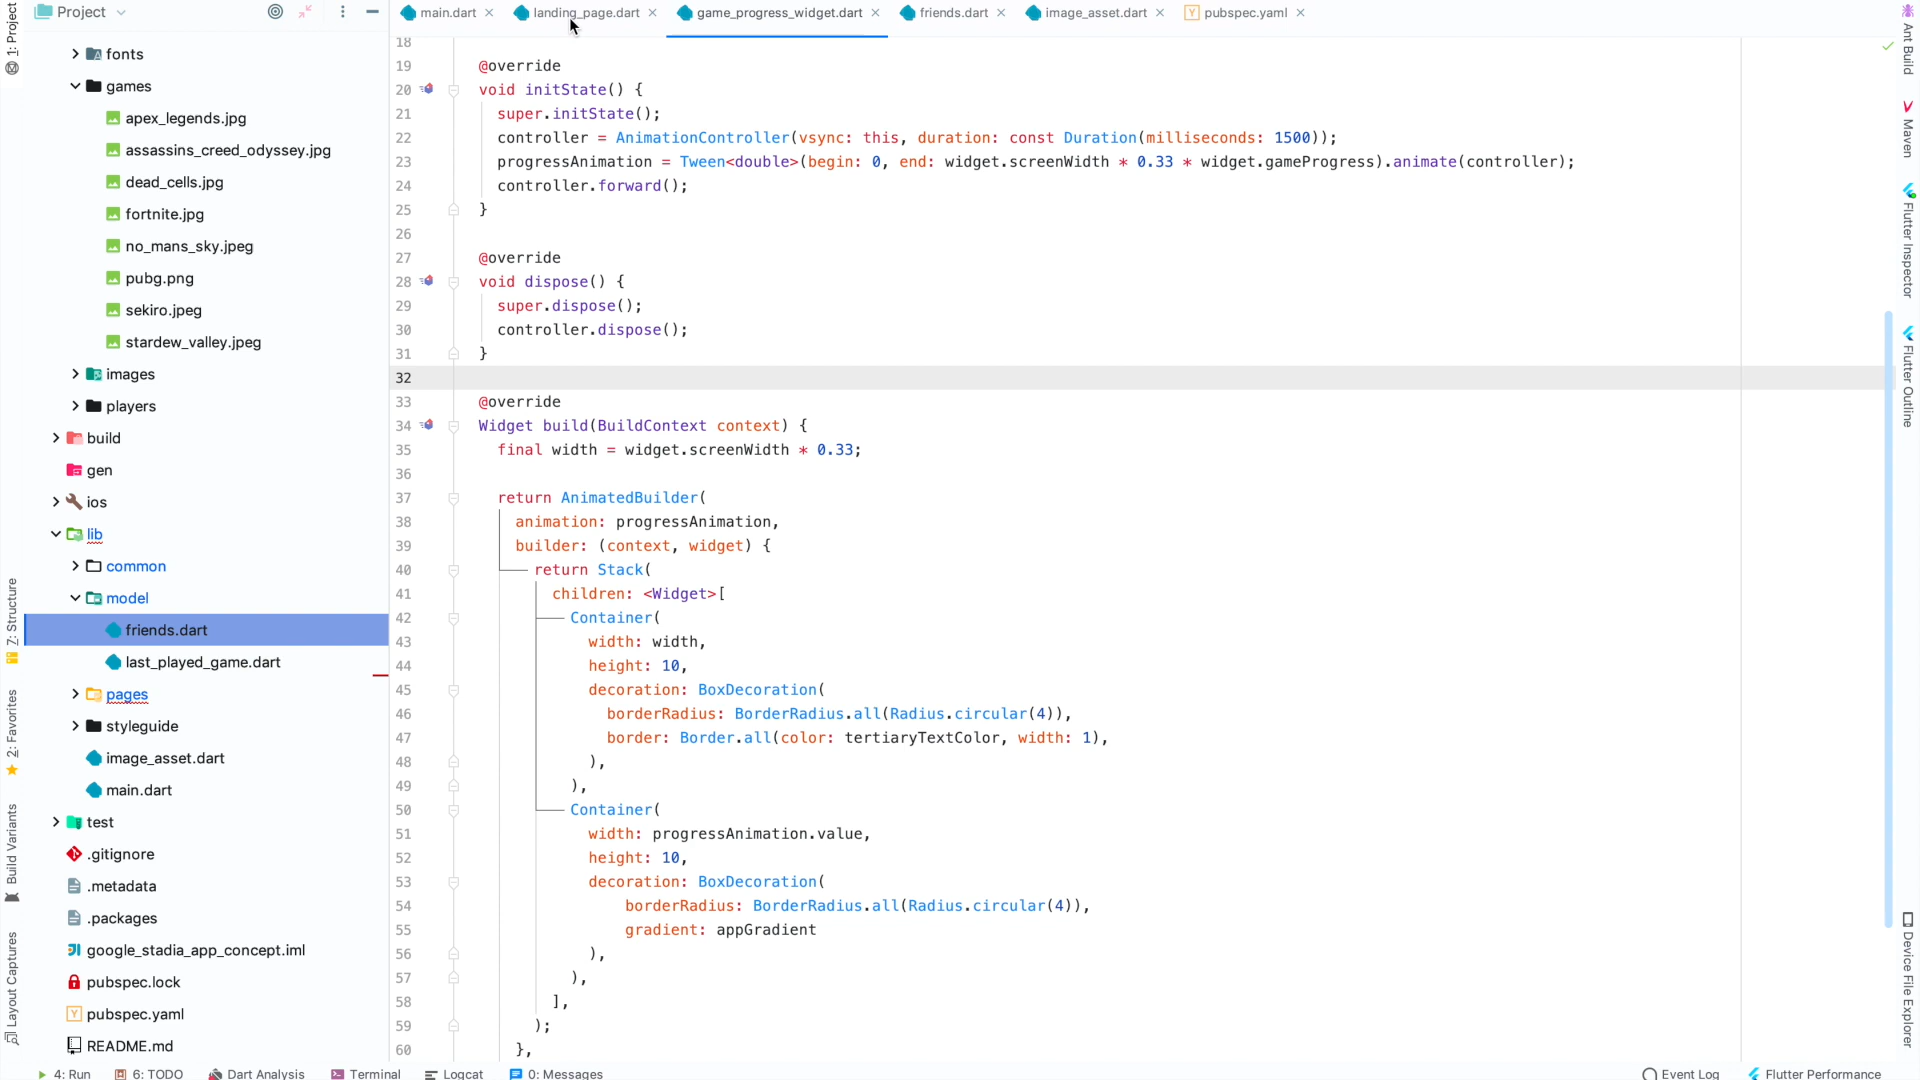 Project
main.dart
landing_page.dart
game_progress_widget.dart
friends.dart
image_asset.dart
pubspec.yaml
1: Project
Z: Structure
2: Favorites
Build Variants
Layout Captures
fonts
games
apex_legends.jpg
assassins_creed_odyssey.jpg
dead_cells.jpg
fortnite.jpg
no_mans_sky.jpeg
pubg.png
sekiro.jpeg
stardew_valley.jpeg
images
players
build
gen
ios
lib
common
model
friends.dart
last_played_game.dart
pages
styleguide
image_asset.dart
main.dart
test
.gitignore
.metadata
.packages
google_stadia_app_concept.iml
pubspec.lock
pubspec.yaml
README.md
18
19 @override
20 void initState() {
21 super.initState();
22 controller = AnimationController(vsync: this, duration: const Duration(milliseconds: 1500));
23 progressAnimation = Tween<double>(begin: 0, end: widget.screenWidth * 0.33 * widget.gameProgress).animate(controller);
24 controller.forward();
25 }
26
27 @override
28 void dispose() {
29 super.dispose();
30 controller.dispose();
31 }
32
33 @override
34 Widget build(BuildContext context) {
35 final width = widget.screenWidth * 0.33;
36
37 return AnimatedBuilder(
38 animation: progressAnimation,
39 builder: (context, widget) {
40 return Stack(
41 children: <Widget>[
42 Container(
43 width: width,
44 height: 10,
45 decoration: BoxDecoration(
46 borderRadius: BorderRadius.all(Radius.circular(4)),
47 border: Border.all(color: tertiaryTextColor, width: 1),
48 ),
49 ),
50 Container(
51 width: progressAnimation.value,
52 height: 10,
53 decoration: BoxDecoration(
54 borderRadius: BorderRadius.all(Radius.circular(4)),
55 gradient: appGradient
56 ),
57 ),
58 ],
59 );
60 },
Ant Build
Maven
Flutter Inspector
Flutter Outline
Device File Explorer
4: Run
6: TODO
Dart Analysis
Terminal
Logcat
0: Messages
Event Log
Flutter Performance